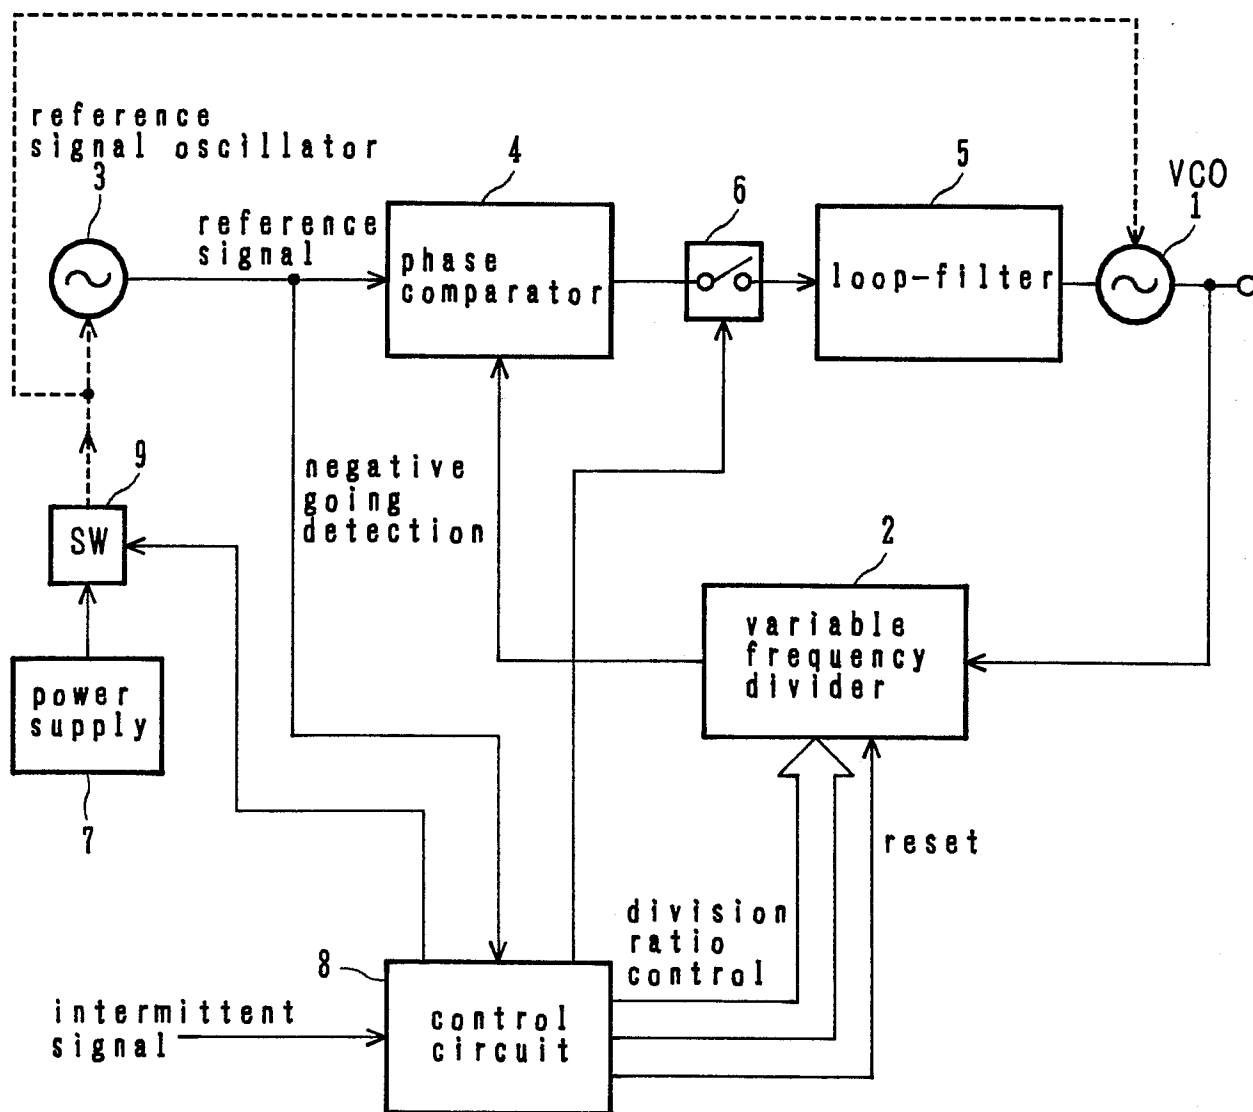 reference
signal oscillator
3
reference
signal
4
phase
comparator
6
5
loop-filter
VCO
1
9
SW
negative
going
detection
2
variable
frequency
divider
power
supply
7
reset
division
ratio
control
8
intermittent
signal
control
circuit